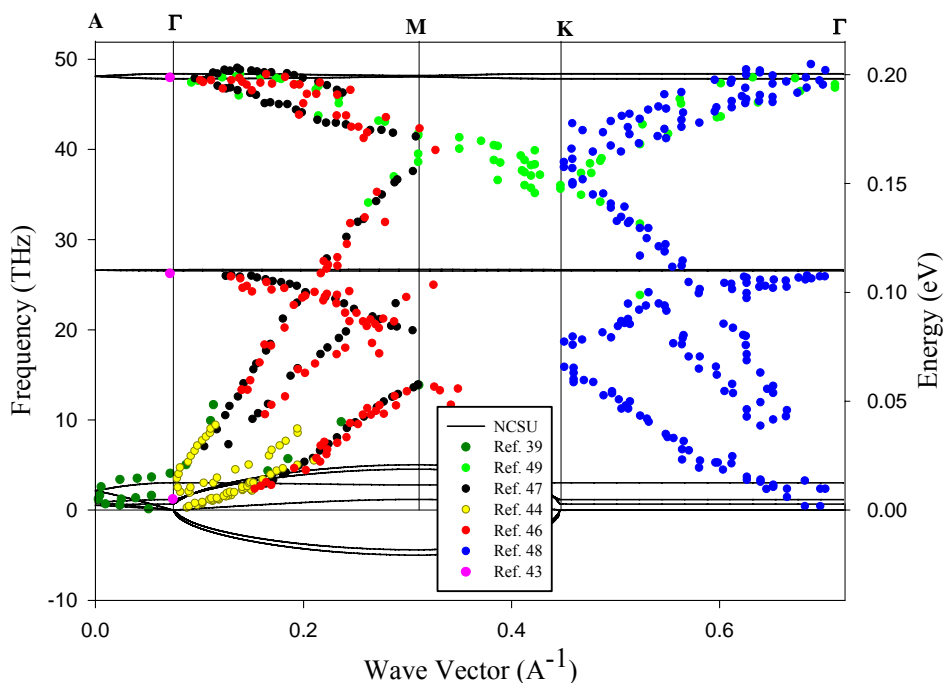 A Γ M K Γ
50
40
30
20
10
0
-10
Frequency (THz)
0.20
0.15
0.10
0.05
0.00
Energy (eV)
NCSU
Ref. 39
Ref. 49
Ref. 47
Ref. 44
Ref. 46
Ref. 48
Ref. 43
0.0 0.2 0.4 0.6
Wave Vector (A⁻¹)